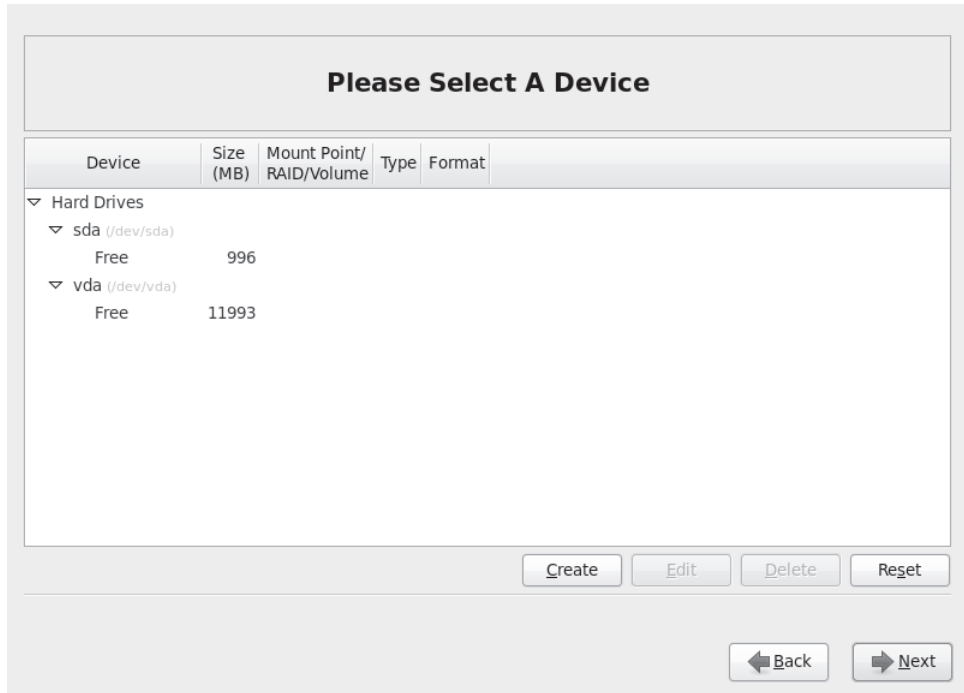 Please Select A Device
Device
Size
(MB)
Mount Point/
RAID/Volume
Type
Format
Hard Drives
sda (/dev/sda)
Free 996
vda (/dev/vda)
Free 11993
Create Edit Delete Reset
Back Next